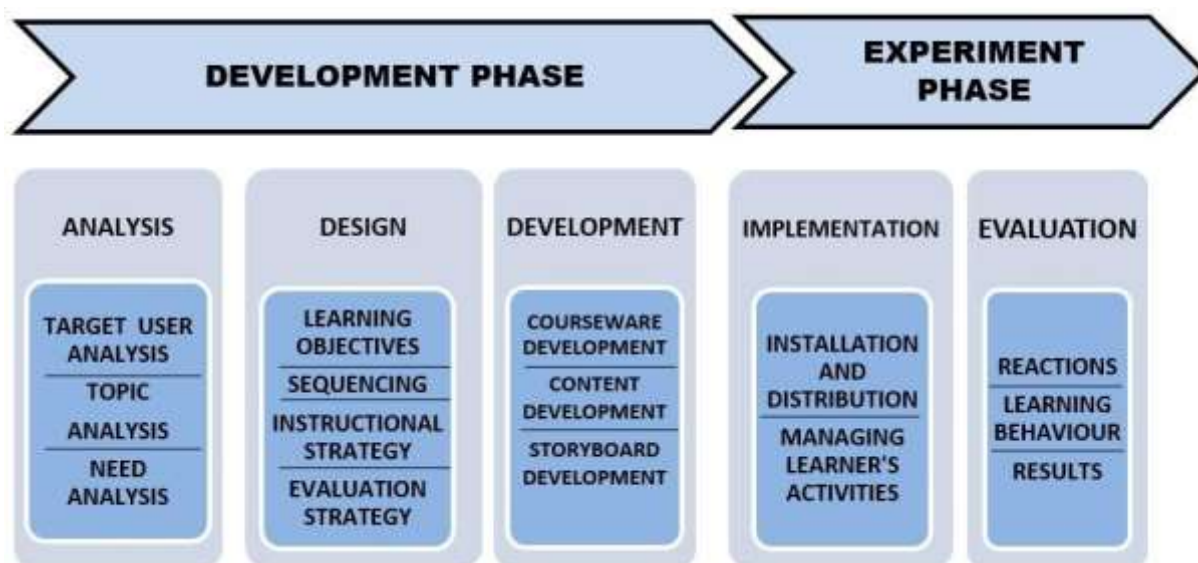 DEVELOPMENT PHASE
EXPERIMENT
PHASE
ANALYSIS
TARGET USER
ANALYSIS
TOPIC
ANALYSIS
NEED
ANALYSIS
DESIGN
LEARNING
OBJECTIVES
SEQUENCING
INSTRUCTIONAL
STRATEGY
EVALUATION
STRATEGY
DEVELOPMENT
COURSEWARE
DEVELOPMENT
CONTENT
DEVELOPMENT
STORYBOARD
DEVELOPMENT
IMPLEMENTATION
INSTALLATION
AND
DISTRIBUTION
MANAGING
LEARNER'S
ACTIVITIES
EVALUATION
REACTIONS
LEARNING
BEHAVIOUR
RESULTS